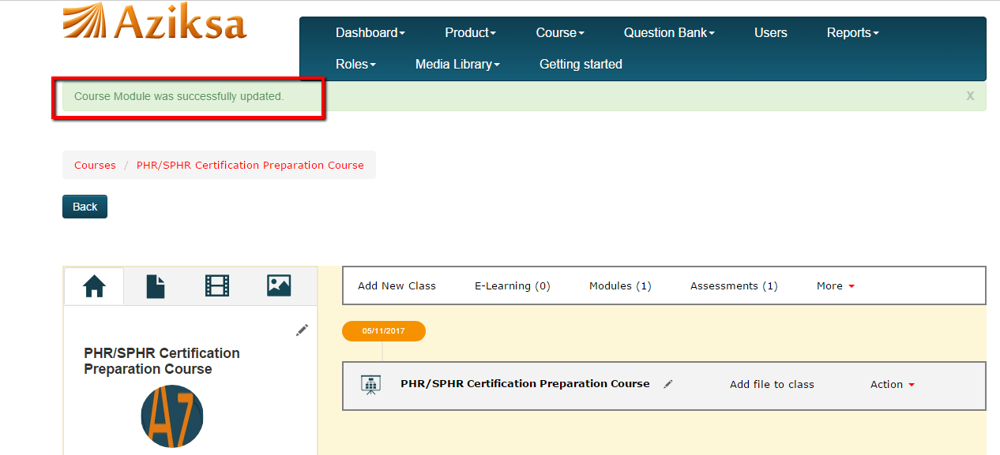 Aziksa
Dashboard Product Course Question Bank Users Reports
Roles Media Library Getting started
Course Module was successfully updated. X
Courses / PHR/SPHR Certification Preparation Course
Back
Add New Class E-Learning (0) Modules (1) Assessments (1) More
05/11/2017
PHR/SPHR Certification
Preparation Course
PHR/SPHR Certification Preparation Course Add file to class Action
A7